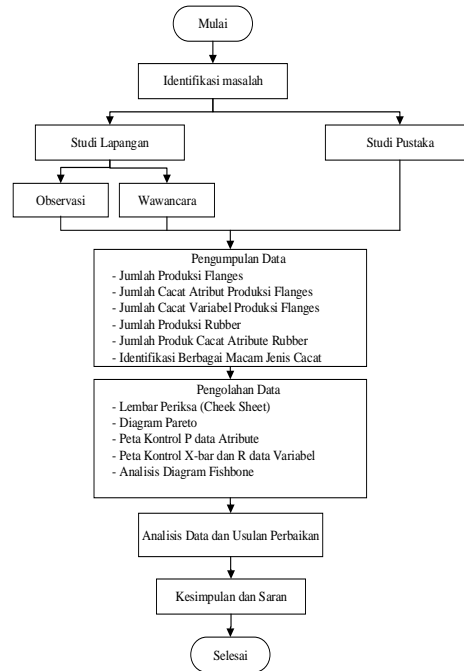 Mulai
Identifikasi masalah
Studi Lapangan
Studi Pustaka
Observasi
Wawancara
Pengumpulan Data
- Jumlah Produksi Flanges
- Jumlah Cacat Atribut Produksi Flanges
- Jumlah Cacat Variabel Produksi Flanges
- Jumlah Produksi Rubber
- Jumlah Produk Cacat Atribute Rubber
- Identifikasi Berbagai Macam Jenis Cacat
Pengolahan Data
- Lembar Periksa (Cheek Sheet)
- Diagram Pareto
- Peta Kontrol P data Atribute
- Peta Kontrol X-bar dan R data Variabel
- Analisis Diagram Fishbone
Analisis Data dan Usulan Perbaikan
Kesimpulan dan Saran
Selesai